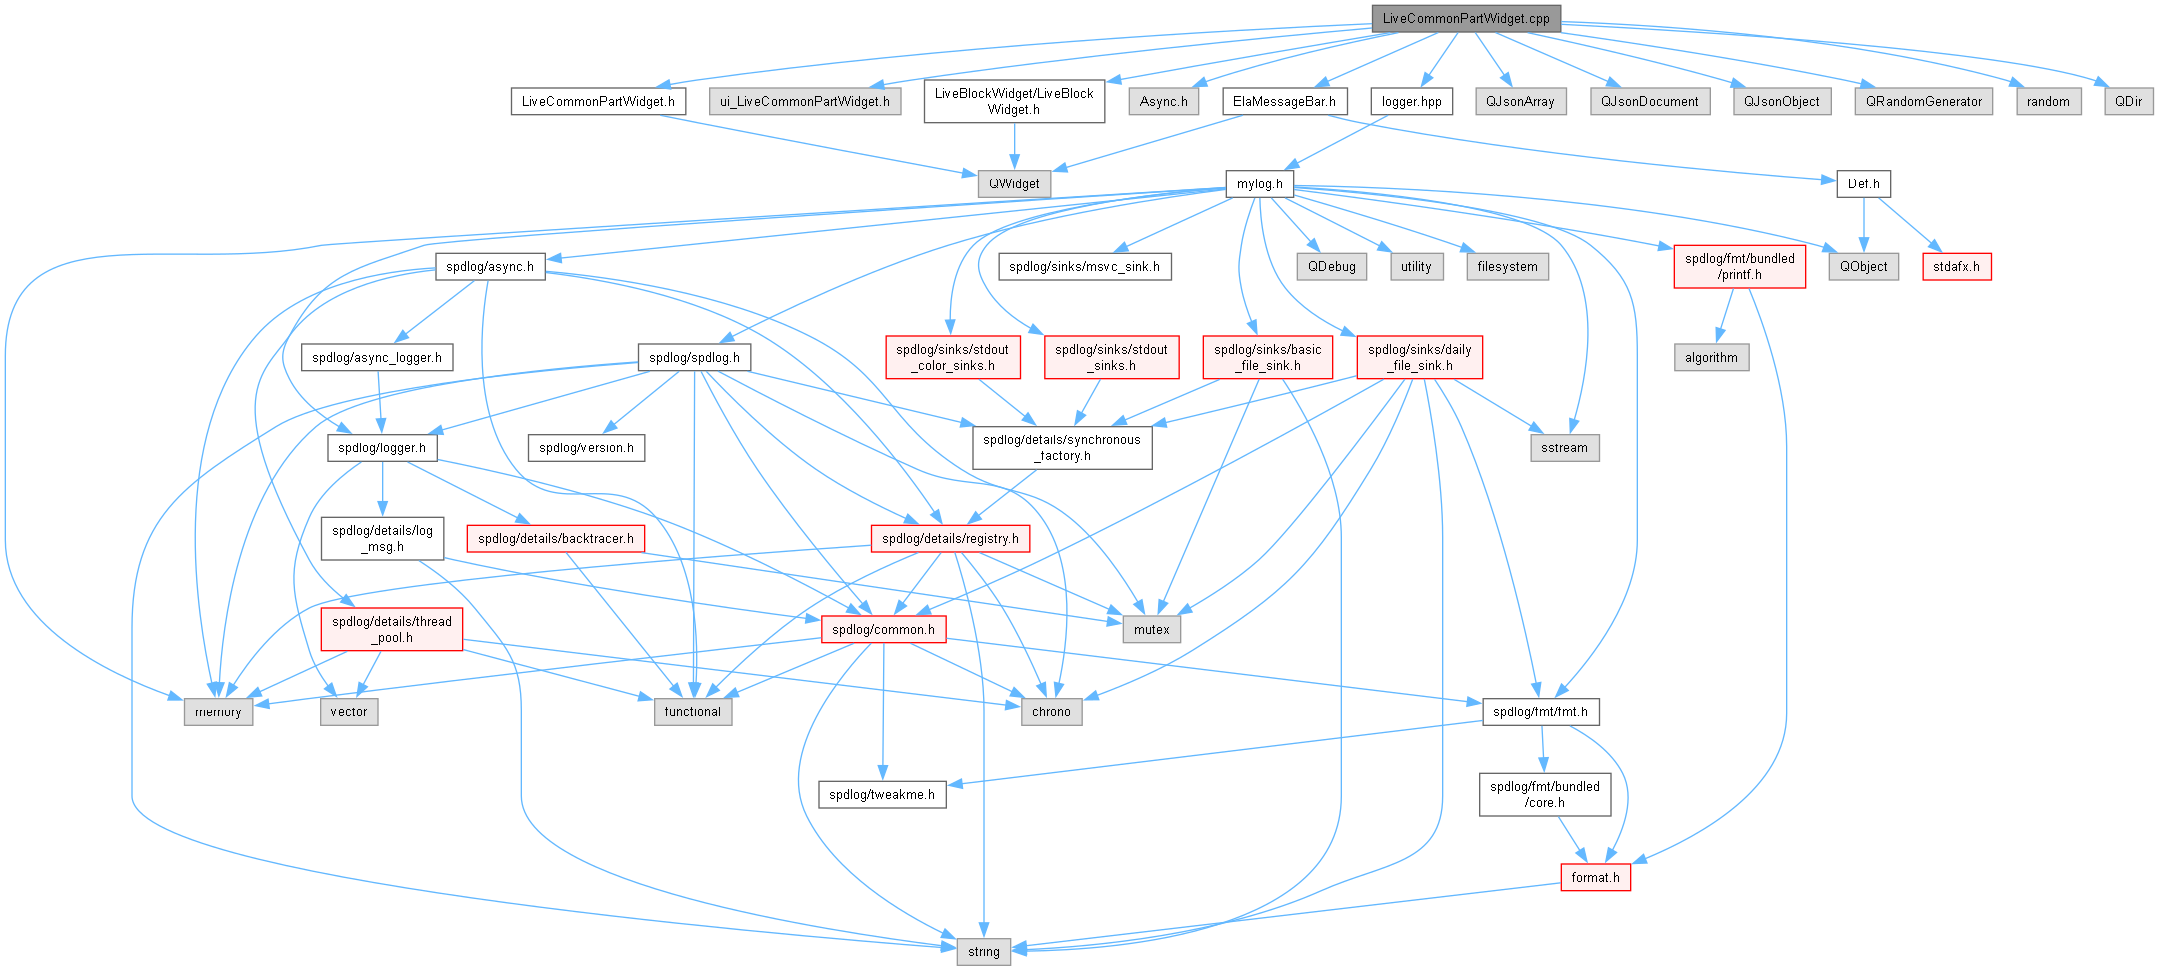 LiveCommonPartWidget.cpp
LiveCommonPartWidget.h
ui_LiveCommonPartWidget.h
LiveBlockWidget/LiveBlock
Widget.h
Async.h
ElaMessageBar.h
logger.hpp
QJsonArray
QJsonDocument
QJsonObject
QRandomGenerator
random
QDir
QWidget
mylog.h
Def.h
spdlog/async.h
spdlog/sinks/msvc_sink.h
QDebug
utility
filesystem
spdlog/fmt/bundled
/printf.h
QObject
stdafx.h
spdlog/async_logger.h
spdlog/spdlog.h
spdlog/sinks/stdout
_color_sinks.h
spdlog/sinks/stdout
_sinks.h
spdlog/sinks/basic
_file_sink.h
spdlog/sinks/daily
_file_sink.h
algorithm
spdlog/logger.h
spdlog/version.h
spdlog/details/synchronous
_factory.h
sstream
spdlog/details/log
_msg.h
spdlog/details/backtracer.h
spdlog/details/registry.h
spdlog/details/thread
_pool.h
spdlog/common.h
mutex
memory
vector
functional
chrono
spdlog/fmt/fmt.h
spdlog/tweakme.h
spdlog/fmt/bundled
/core.h
format.h
string